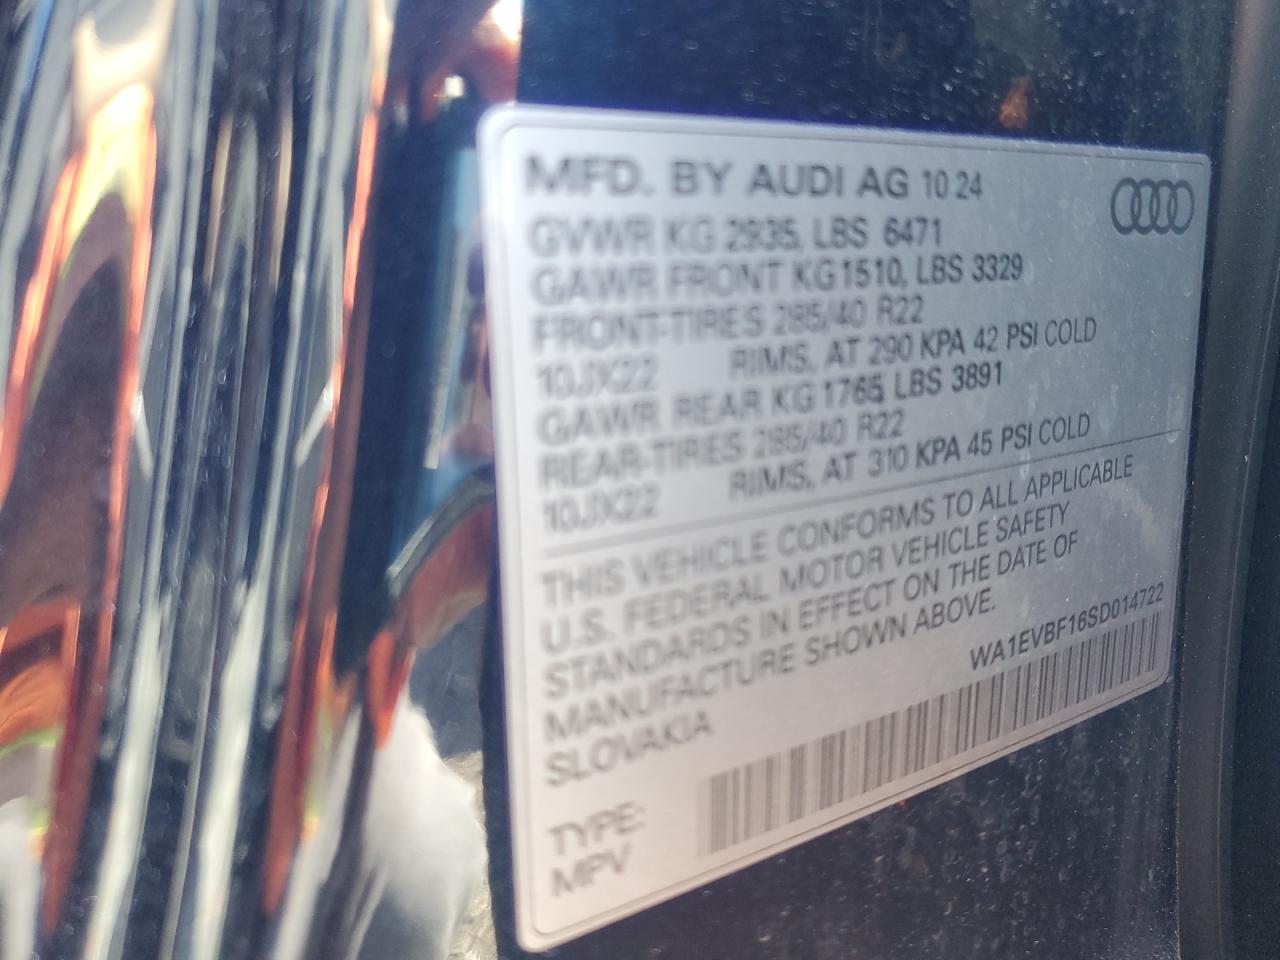 MFD. BY AUDI AG 10 24
GVWR KG 2935, LBS 6471
GAWR FRONT KG1510, LBS 3329
FRONT-TIRES 285/40 R22
10JX22 RIMS, AT 290 KPA 42 PSI COLD
GAWR REAR KG 1765, LBS 3891
REAR-TIRES 285/40 R22
10JX22 RIMS, AT 310 KPA 45 PSI COLD
THIS VEHICLE CONFORMS TO ALL APPLICABLE
U.S. FEDERAL MOTOR VEHICLE SAFETY
STANDARDS IN EFFECT ON THE DATE OF
MANUFACTURE SHOWN ABOVE.
SLOVAKIA
WA1EVBF16SD014722
TYPE:
MPV